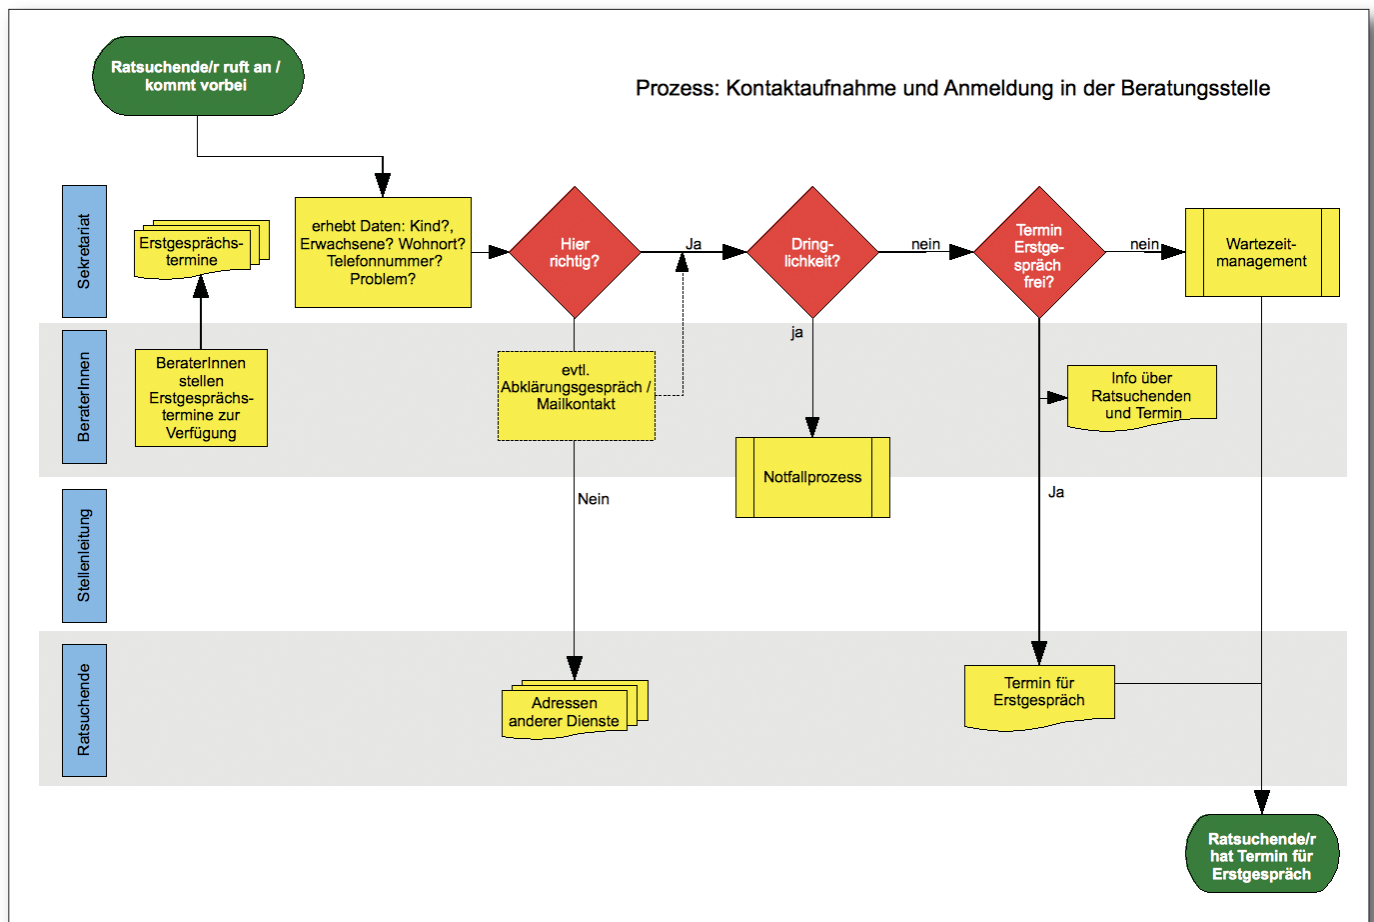 Ratsuchende/r ruft an /
kommt vorbei
Prozess: Kontaktaufnahme und Anmeldung in der Beratungsstelle
Sekretariat
Erstgesprächs-
termine
erhebt Daten: Kind?,
Erwachsene? Wohnort?
Telefonnummer?
Problem?
Hier
richtig?
Ja
Dring-
lichkeit?
nein
Termin
Erstge-
spräch
frei?
nein
Wartezeit-
management
BeraterInnen
BeraterInnen
stellen
Erstgesprächs-
termine zur
Verfügung
evtl.
Abklärungsgespräch /
Mailkontakt
ja
Notfallprozess
Info über
Ratsuchenden
und Termin
Stellenleitung
Nein
Ja
Ratsuchende
Adressen
anderer Dienste
Termin für
Erstgespräch
Ratsuchende/r
hat Termin für
Erstgespräch